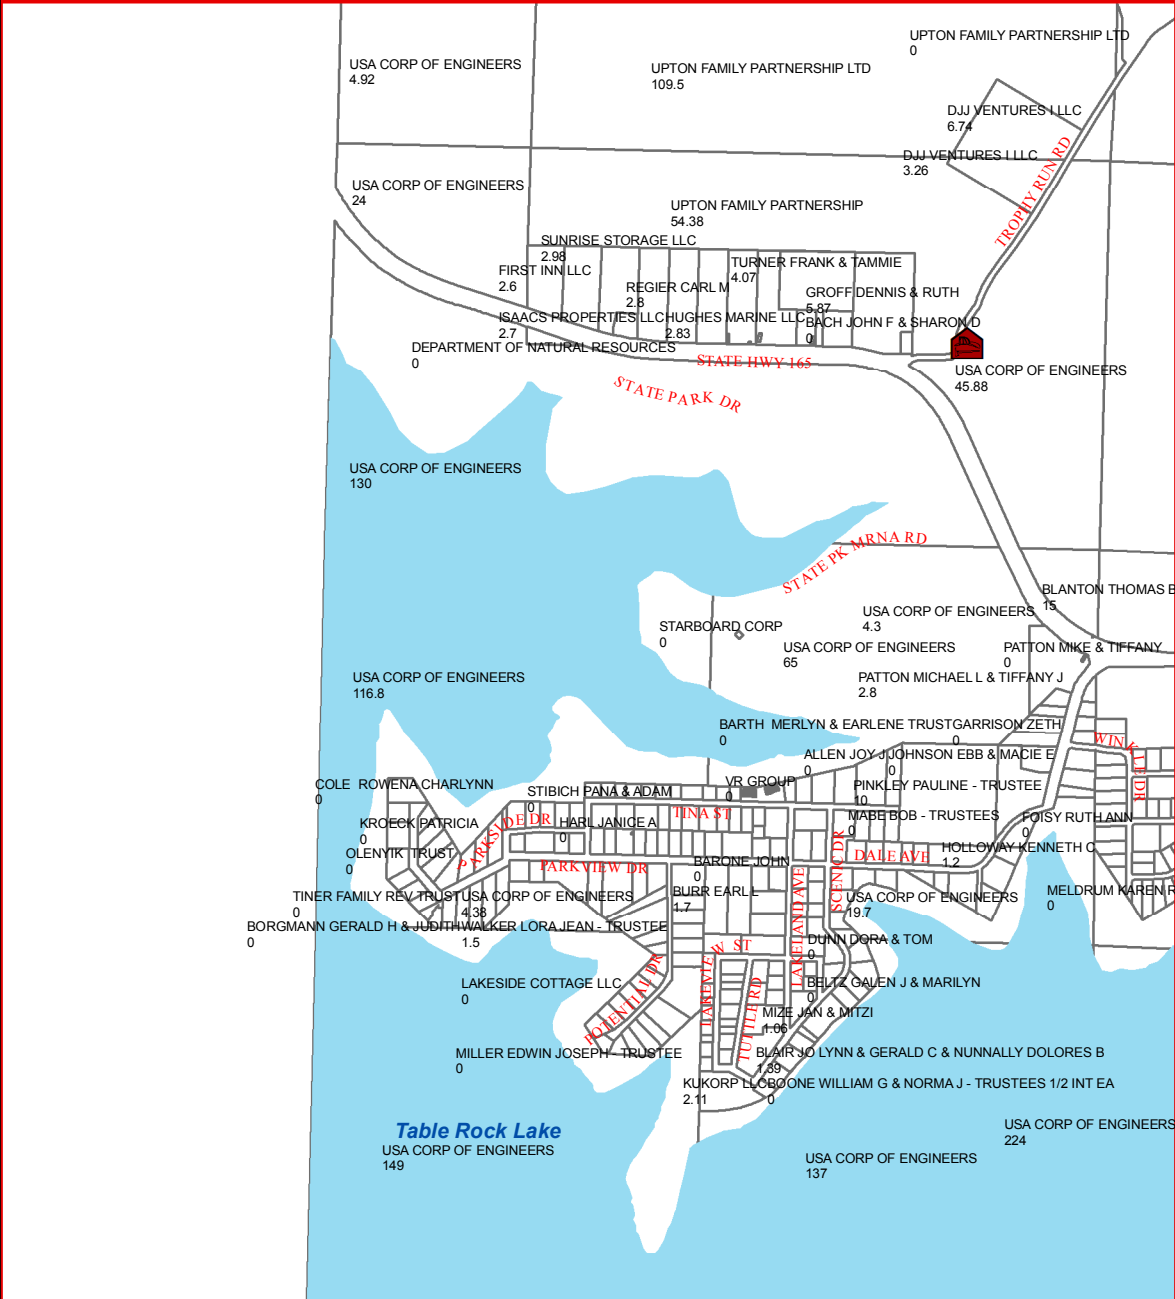 UPTON FAMILY PARTNERSHIP LTD
0
USA CORP OF ENGINEERS
4.92
UPTON FAMILY PARTNERSHIP LTD
109.5
DJJ VENTURES I LLC
6.74
DJJ VENTURES I LLC
3.26
TROPHY RUN RD
USA CORP OF ENGINEERS
24
UPTON FAMILY PARTNERSHIP
54.38
SUNRISE STORAGE LLC
2.98
FIRST INN LLC
2.6
TURNER FRANK & TAMMIE
4.07
REGIER CARL M
2.8
GROFF DENNIS & RUTH
5.87
ISAACS PROPERTIES LLC
2.7
HUGHES MARINE LLC
2.83
BACH JOHN F & SHARON D
0
DEPARTMENT OF NATURAL RESOURCES
0
STATE HWY 165
USA CORP OF ENGINEERS
45.88
STATE PARK DR
USA CORP OF ENGINEERS
130
STATE PK MRNA RD
BLANTON THOMAS B
15
USA CORP OF ENGINEERS
4.3
STARBOARD CORP
0
USA CORP OF ENGINEERS
65
PATTON MIKE & TIFFANY
0
USA CORP OF ENGINEERS
116.8
PATTON MICHAEL L & TIFFANY J
2.8
BARTH MERLYN & EARLENE TRUST
0
GARRISON ZETH
0
WINKLE DR
ALLEN JOY J
0
JOHNSON EBB & MACIE E
0
COLE ROWENA CHARLYNN
0
STIBICH PANA & ADAM
0
VR GROUP
0
PINKLEY PAULINE - TRUSTEE
10
KROECK PATRICIA
0
PARKSIDE DR
HARL JANICE A
0
TINA ST
MABE BOB - TRUSTEES
0
FOISY RUTH ANN
0
OLENYIK TRUST
0
PARKVIEW DR
BARONE JOHN
0
SCENIC DR
DALE AVE
HOLLOWAY KENNETH C
1.2
TINER FAMILY REV TRUST
0
USA CORP OF ENGINEERS
4.38
BURR EARL L
1.7
LAKELAND AVE
USA CORP OF ENGINEERS
19.7
MELDRUM KAREN R
0
BORGMANN GERALD H & JUDITH
0
WALKER LORA JEAN - TRUSTEE
1.5
LAKEVIEW ST
DUNN DORA & TOM
0
LAKESIDE COTTAGE LLC
0
POTENTIAL DR
TUTTLE RD
BELTZ GALEN J & MARILYN
0
MIZE JAN & MITZI
1.06
MILLER EDWIN JOSEPH - TRUSTEE
0
BLAIR JO LYNN & GERALD C & NUNNALLY DOLORES B
1.39
KUKORP LLC
2.11
BOONE WILLIAM G & NORMA J - TRUSTEES 1/2 INT EA
0
Table Rock Lake
USA CORP OF ENGINEERS
149
USA CORP OF ENGINEERS
224
USA CORP OF ENGINEERS
137